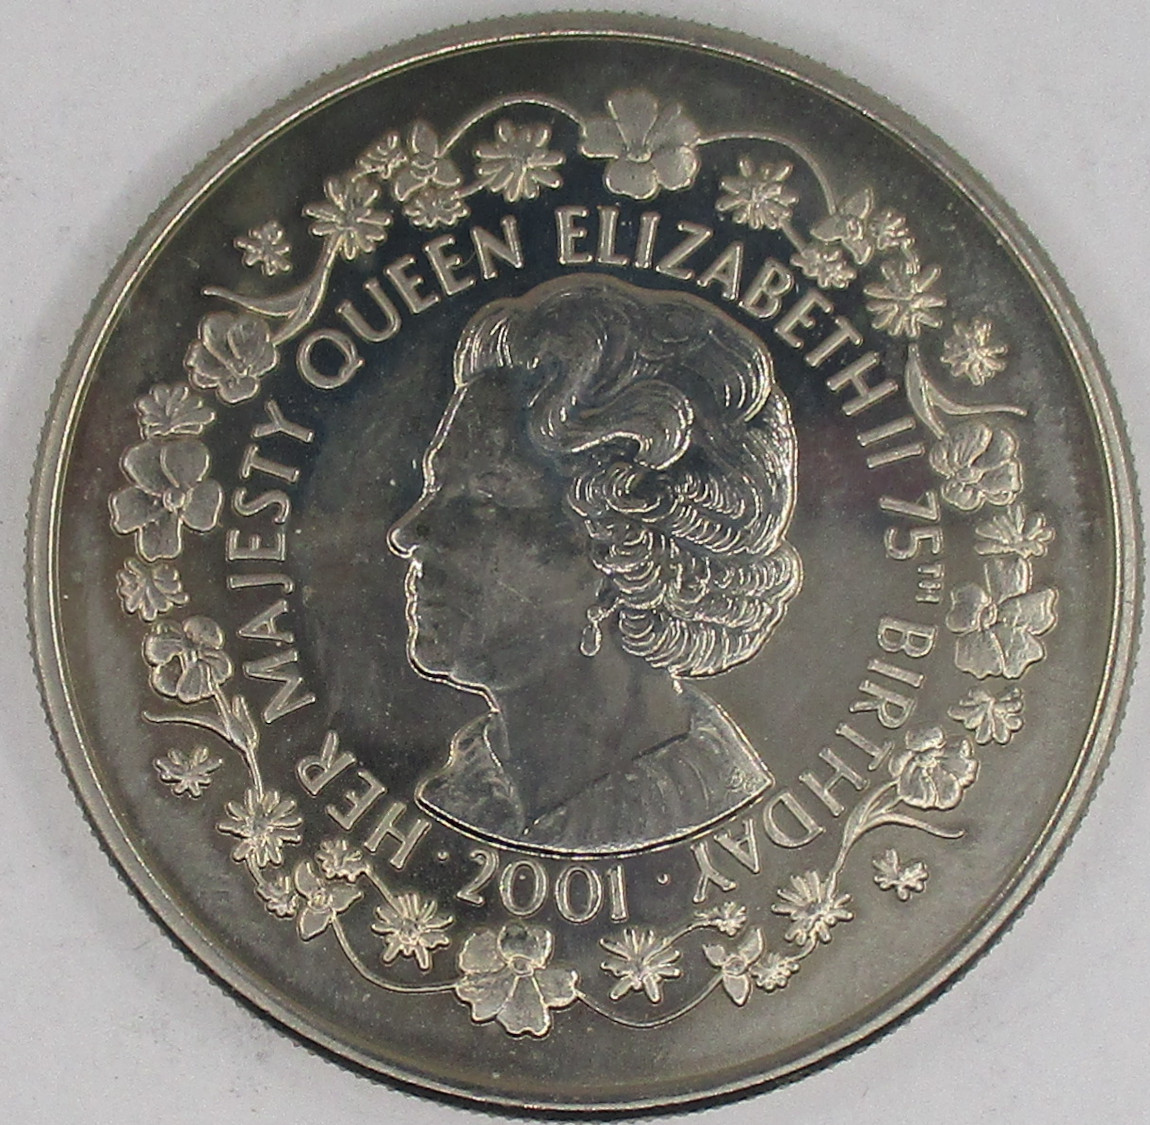 HER MAJESTY QUEEN ELIZABETH II 75TH BIRTHDAY
· 2001 ·